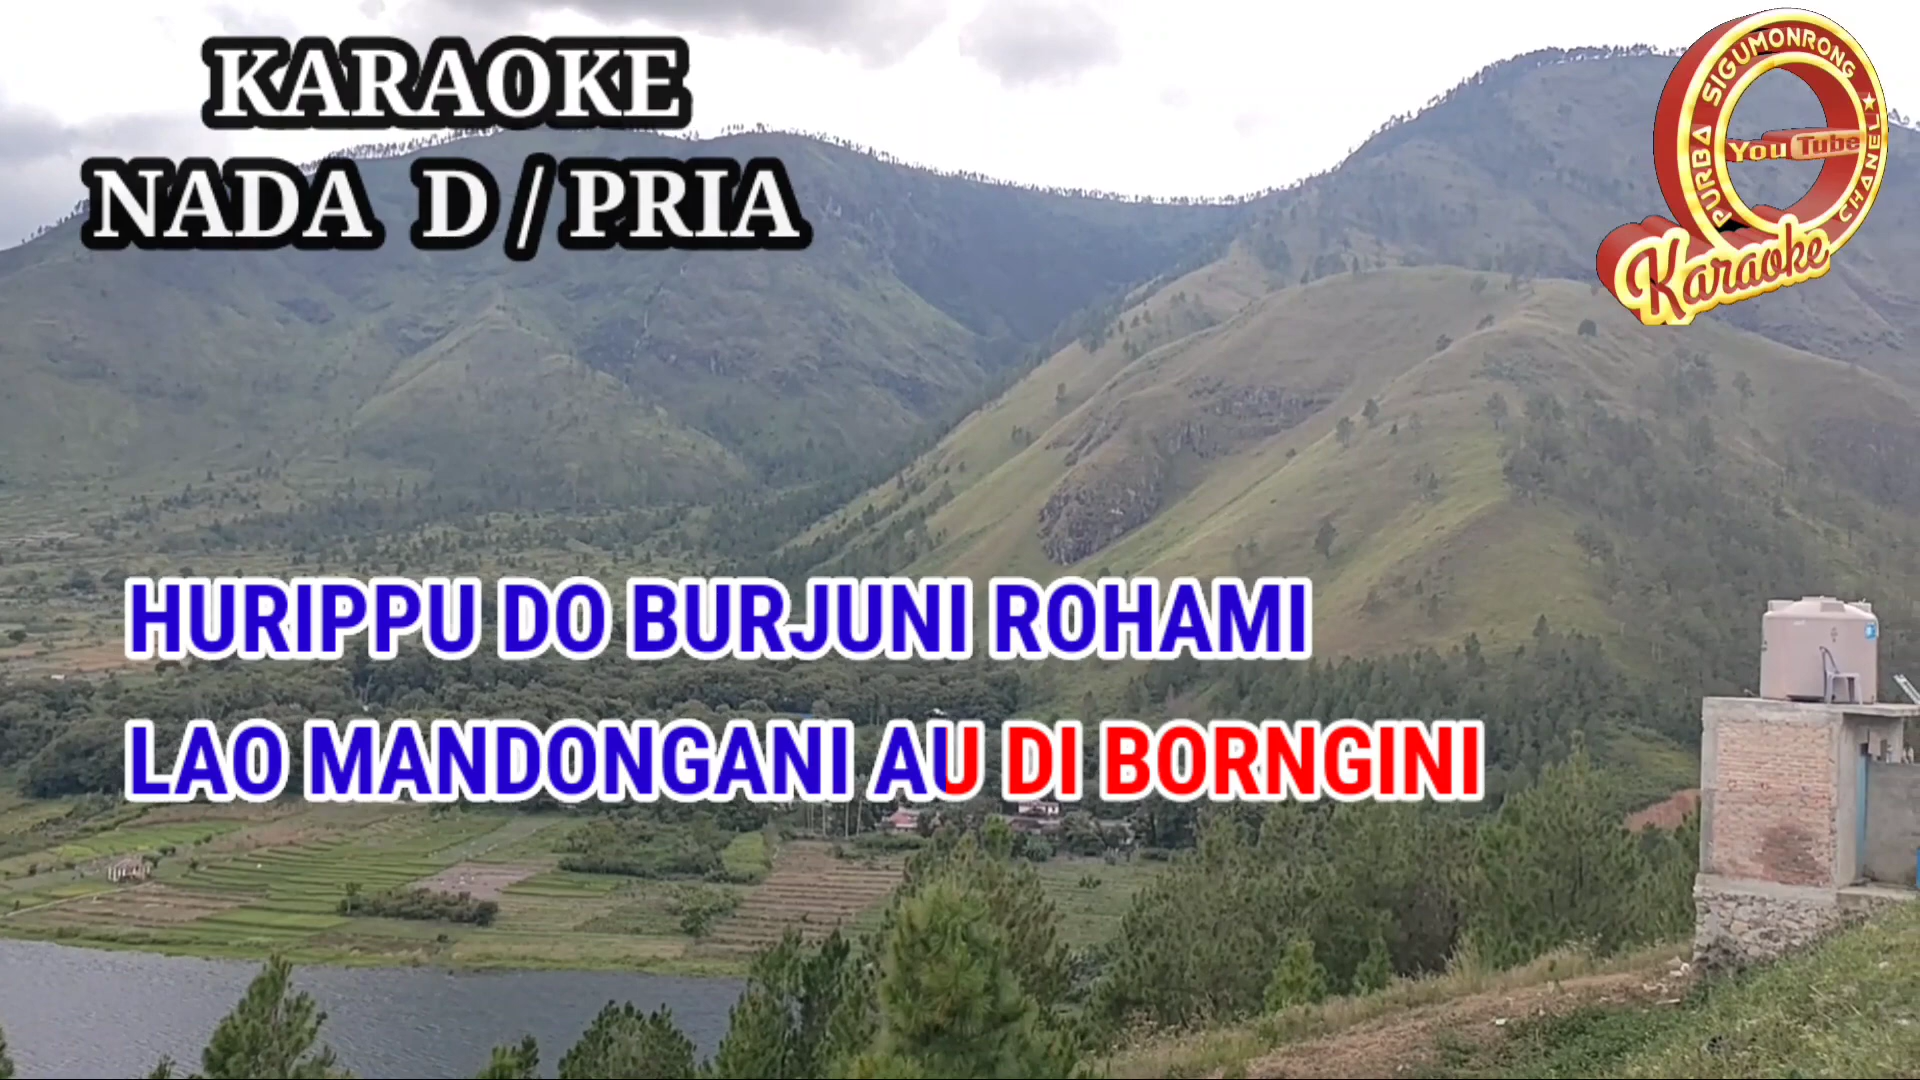 KARAOKE
NADA D / PRIA
PURBA SIGUMONRONG ★ CHANEL
YouTube
Karaoke
HURIPPU DO BURJUNI ROHAMI
LAO MANDONGANI AU DI BORNGINI